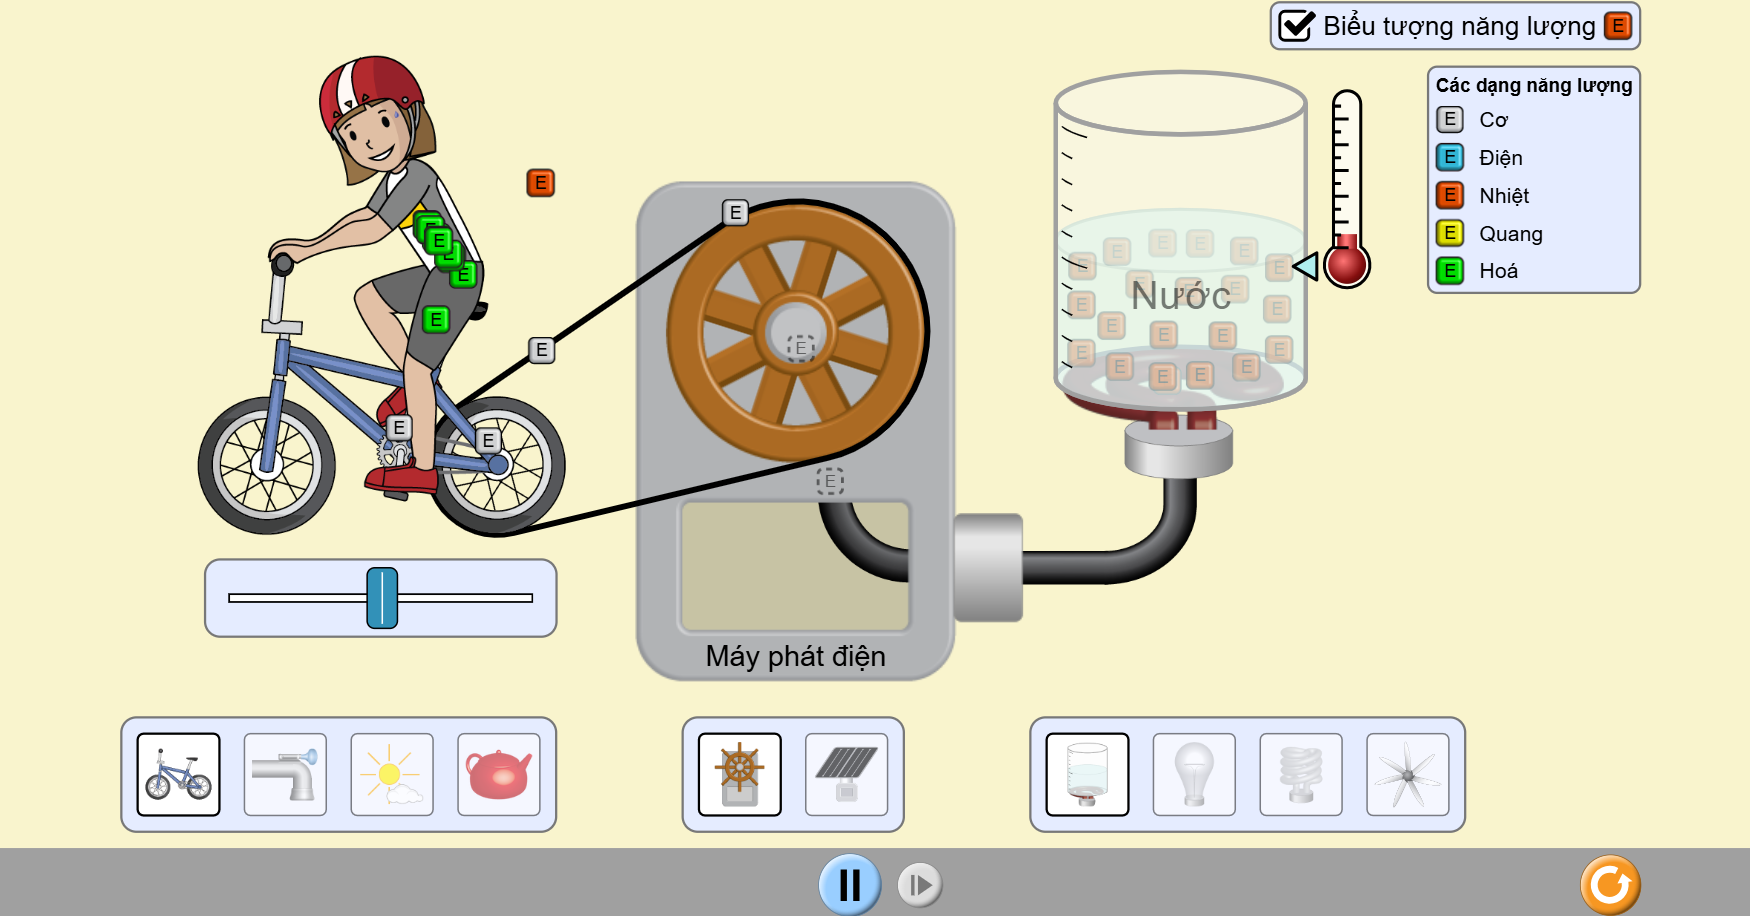 Biểu tượng năng lượng E
Các dạng năng lượng
E Cơ
E Điện
E Nhiệt
E Quang
E Hoá
Nước
Máy phát điện